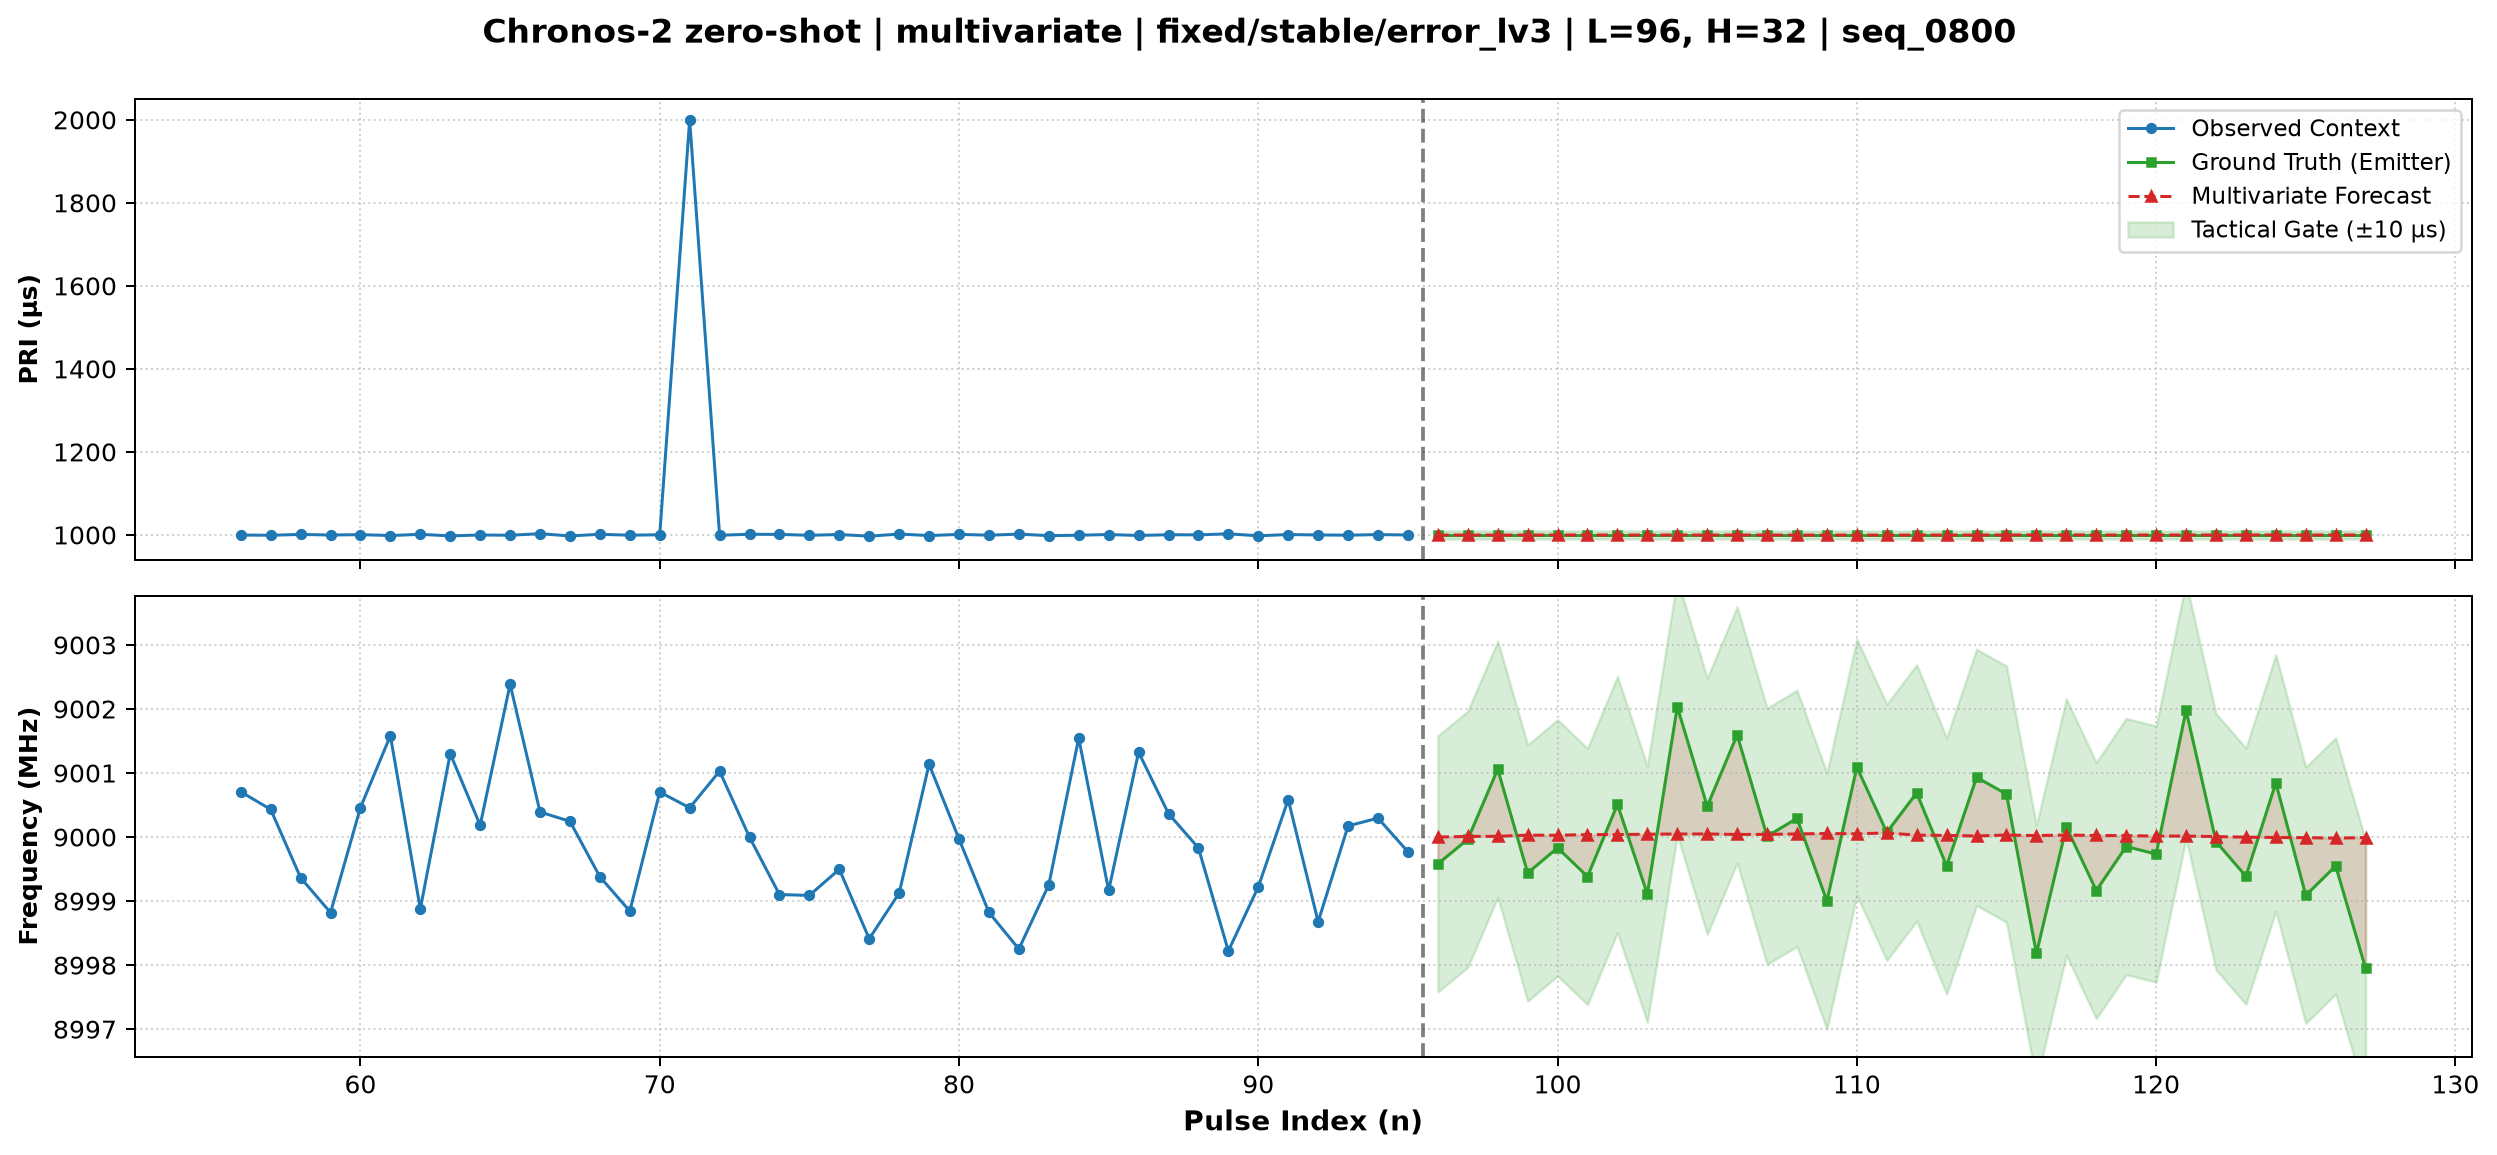 Chronos-2 zero-shot | multivariate | fixed/stable/error_lv3 | L=96, H=32 | seq_0800
2000
1800
1600
1400
1200
1000
PRI (µs)
Observed Context
Ground Truth (Emitter)
Multivariate Forecast
Tactical Gate (±10 µs)
9003
9002
9001
9000
8999
8998
8997
Frequency (MHz)
60
70
80
90
100
110
120
130
Pulse Index (n)